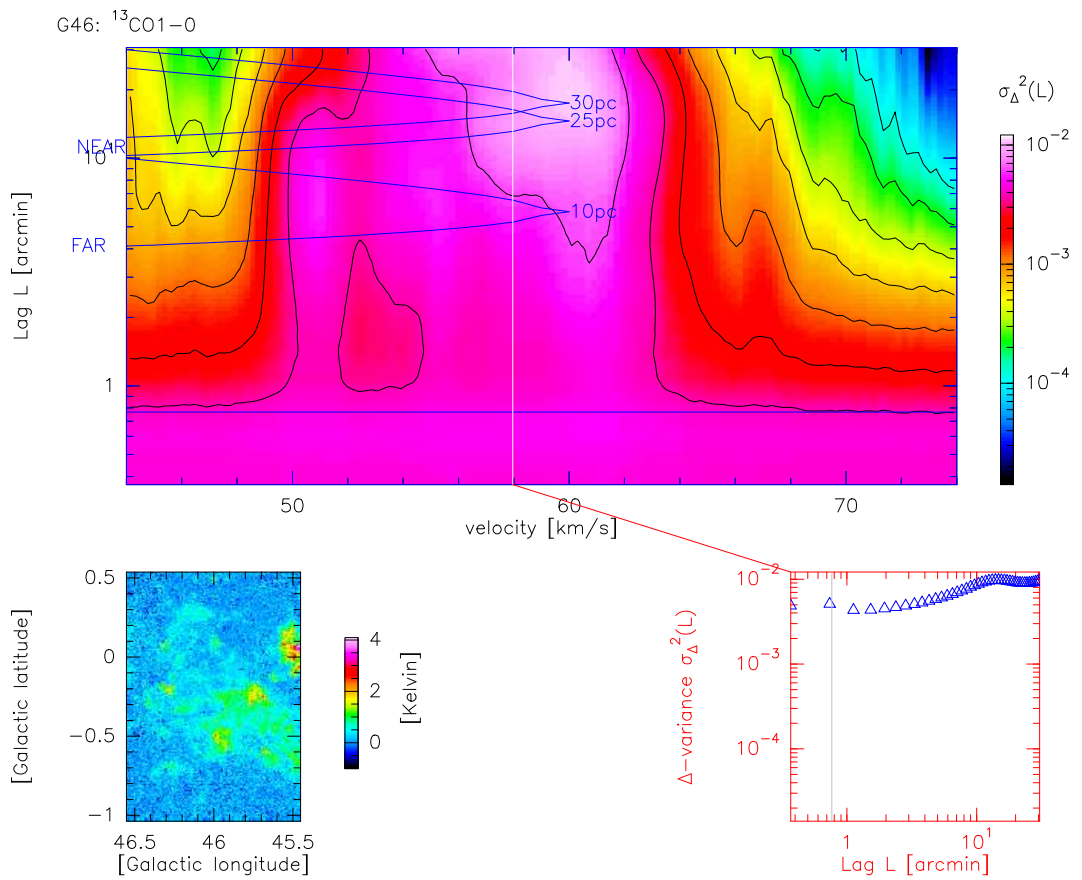 G46: ¹³CO1−0
σΔ²(L)
Lag L [arcmin]
10¹
1
NEAR
FAR
30pc
25pc
10pc
10⁻²
10⁻³
10⁻⁴
50
60
70
velocity [km/s]
[Galactic latitude]
0.5
0
−0.5
−1
46.5
46
45.5
[Galactic longitude]
4
2
0
[Kelvin]
Δ−variance σΔ²(L)
10⁻²
10⁻³
10⁻⁴
1
10¹
Lag L [arcmin]